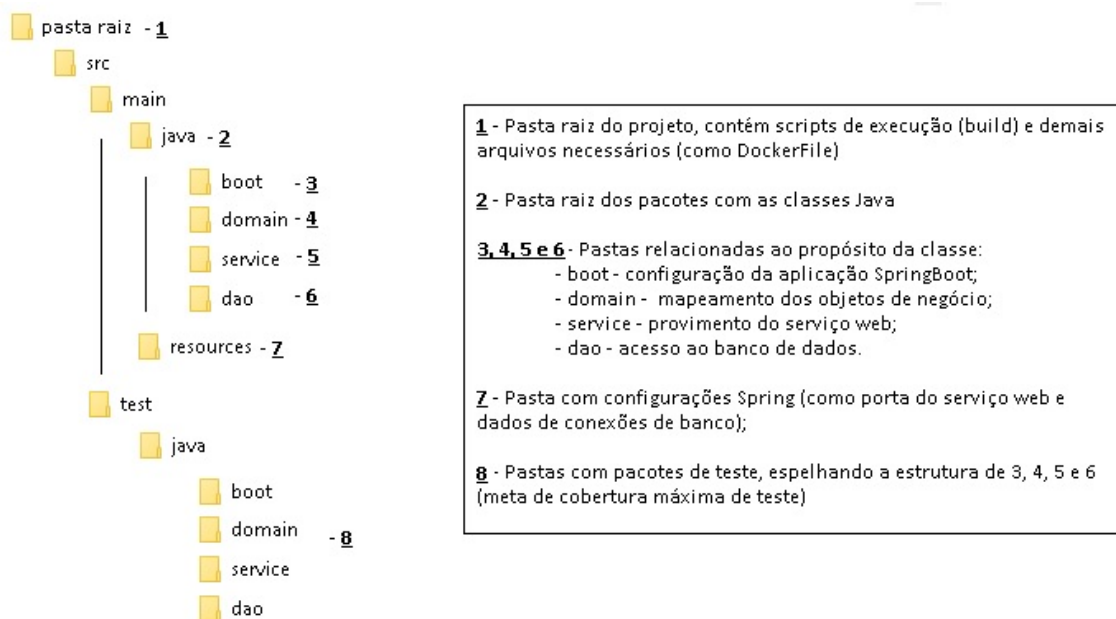 pasta raiz - 1
src
main
java - 2
boot - 3
domain - 4
service - 5
dao - 6
resources - 7
test
java
boot
domain - 8
service
dao
1 - Pasta raiz do projeto, contém scripts de execução (build) e demais
arquivos necessários (como DockerFile)
2 - Pasta raiz dos pacotes com as classes Java
3, 4, 5 e 6 - Pastas relacionadas ao propósito da classe:
- boot - configuração da aplicação SpringBoot;
- domain - mapeamento dos objetos de negócio;
- service - provimento do serviço web;
- dao - acesso ao banco de dados.
7 - Pasta com configurações Spring (como porta do serviço web e
dados de conexões de banco);
8 - Pastas com pacotes de teste, espelhando a estrutura de 3, 4, 5 e 6
(meta de cobertura máxima de teste)